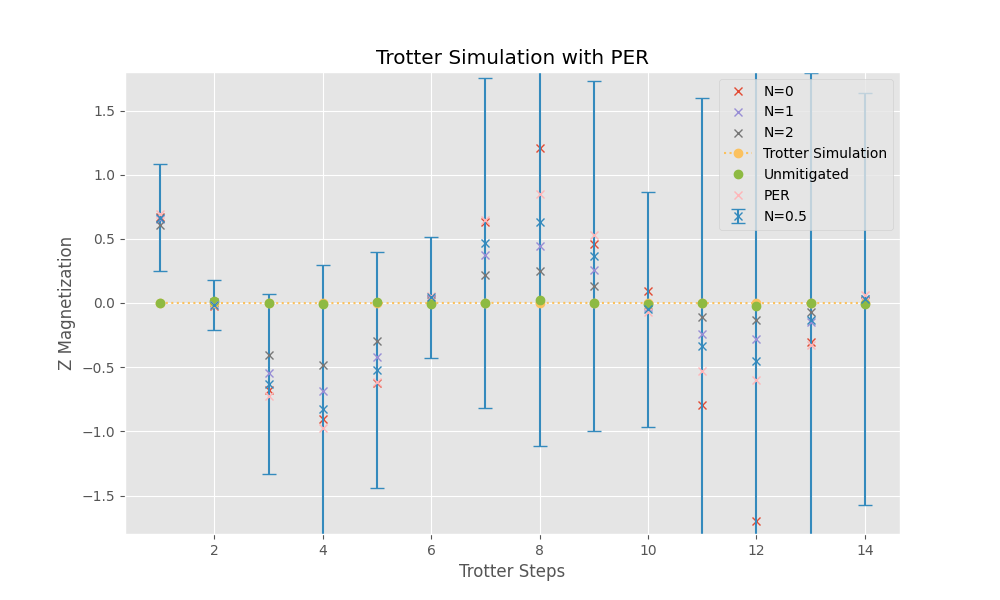 Trotter Simulation with PER
Z Magnetization
1.5
1.0
0.5
0.0
−0.5
−1.0
−1.5
N=0
N=1
N=2
Trotter Simulation
Unmitigated
PER
N=0.5
2
4
6
8
10
12
14
Trotter Steps